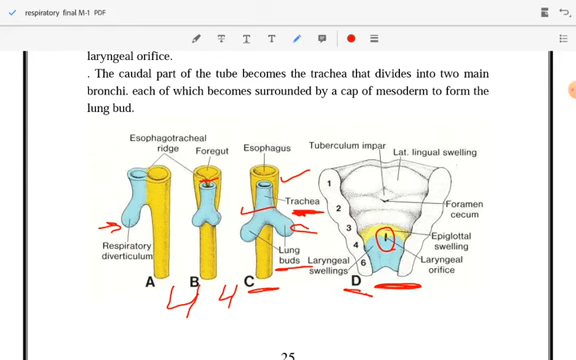 respiratory final M-1 PDF
laryngeal orifice.
. The caudal part of the tube becomes the trachea that divides into two main
bronchi. each of which becomes surrounded by a cap of mesoderm to form the
lung bud.
Esophagotracheal
ridge
Foregut
Esophagus
Tuberculum impar
Lat. lingual swelling
1
2
3
4
6
Trachea
Foramen
cecum
Epiglottal
swelling
Respiratory
diverticulum
Lung
buds
Laryngeal
swellings
Laryngeal
orifice
A
B
C
D
4 4
25